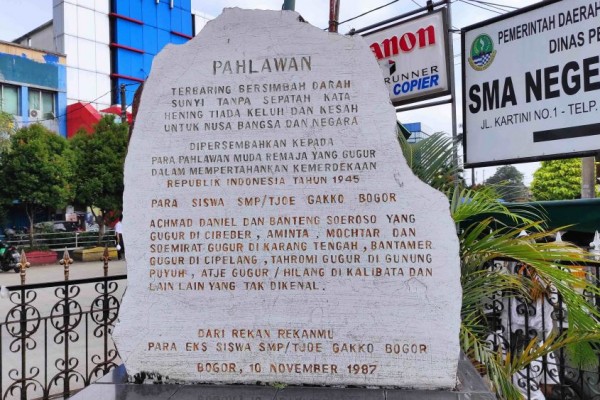 PAHLAWAN
TERBARING BERSIMBAH DARAH
SUNYI TANPA SEPATAH KATA
HENING TIADA KELUH DAN KESAH
UNTUK NUSA BANGSA DAN NEGARA
DIPERSEMBAHKAN KEPADA
PARA PAHLAWAN MUDA REMAJA YANG GUGUR
DALAM MEMPERTAHANKAN KEMERDEKAAN
REPUBLIK INDONESIA TAHUN 1945
PARA SISWA SMP/TJOE GAKKO BOGOR
ACHMAD DANIEL DAN BANTENG SOEROSO YANG
GUGUR DI CIBEDER, AMINTA, MOCHTAR DAN
SOEMIRAT GUGUR DI KARANG TENGAH, BANTAMER
GUGUR DI CIPELANG, TAHROMI GUGUR DI GUNUNG
PUYUH, ATJE GUGUR / HILANG DI KALIBATA DAN
LAIN LAIN YANG TAK DIKENAL.
DARI REKAN REKANMU
PARA EKS SISWA SMP/TJOE GAKKO BOGOR
BOGOR, 10 NOVEMBER 1987
RUNNER
COPIER
PEMERINTAH DAERA
DINAS PE
SMA NEGE
JL. KARTINI NO.1 - TELP.